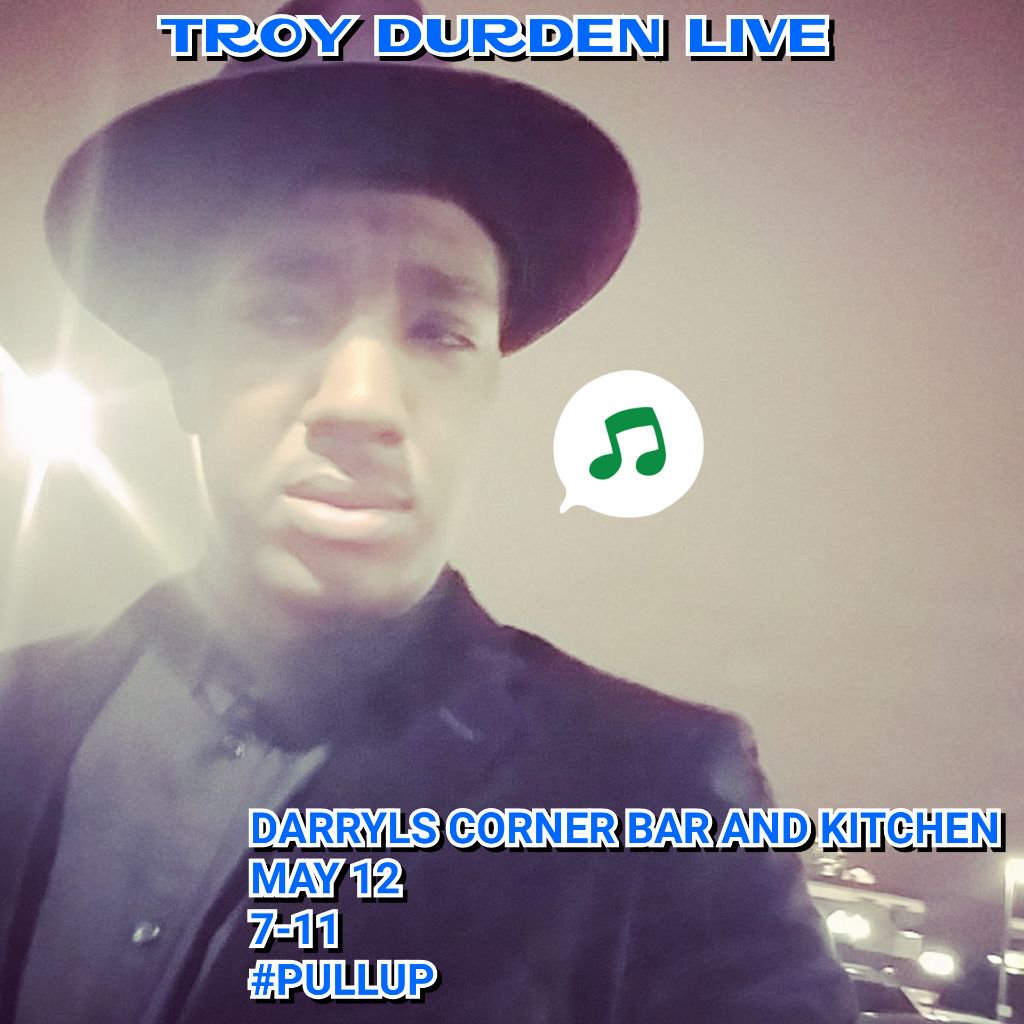 TROY DURDEN LIVE
DARRYLS CORNER BAR AND KITCHEN
MAY 12
7-11
#PULLUP